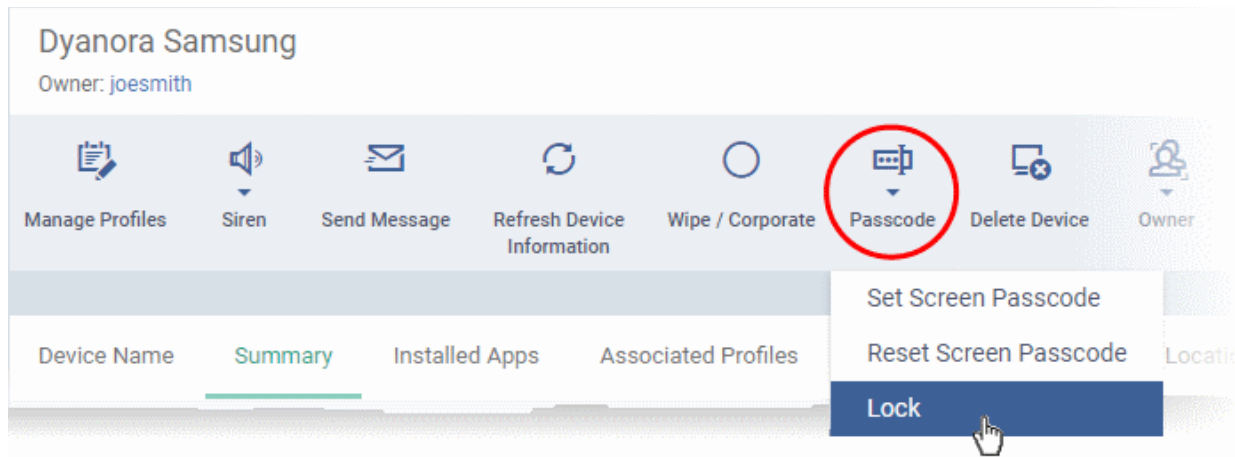 Dyanora Samsung
Owner: joesmith
Manage Profiles
Siren
Send Message
Refresh Device
Information
Wipe / Corporate
Passcode
Delete Device
Owner
Set Screen Passcode
Reset Screen Passcode
Lock
Device Name
Summary
Installed Apps
Associated Profiles